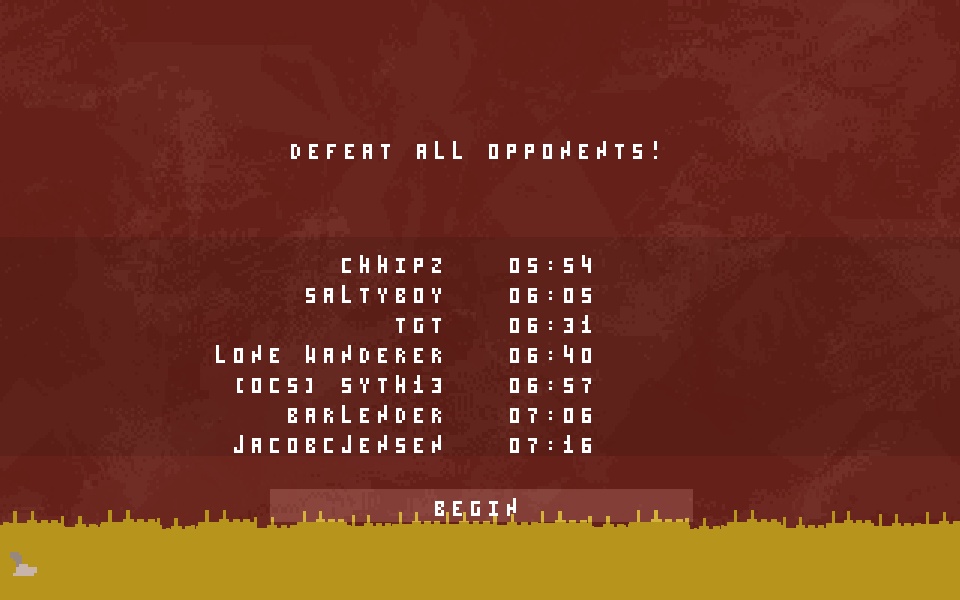 DEFEAT ALL OPPONENTS!
CHHIPZ 05:54
SALTYBOY 06:05
TGT 06:31
LONE WANDERER 06:40
[OCS] SYTH13 06:57
BARLENDER 07:06
JACOBCJENSEN 07:16
BEGIN